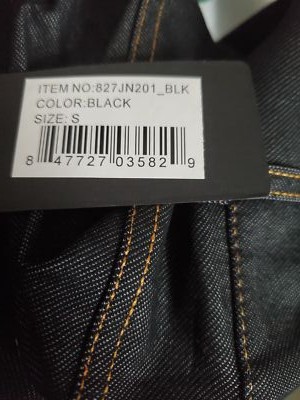 ITEM NO:827JN201_BLK
COLOR:BLACK
SIZE: S
8 47727 03582 9